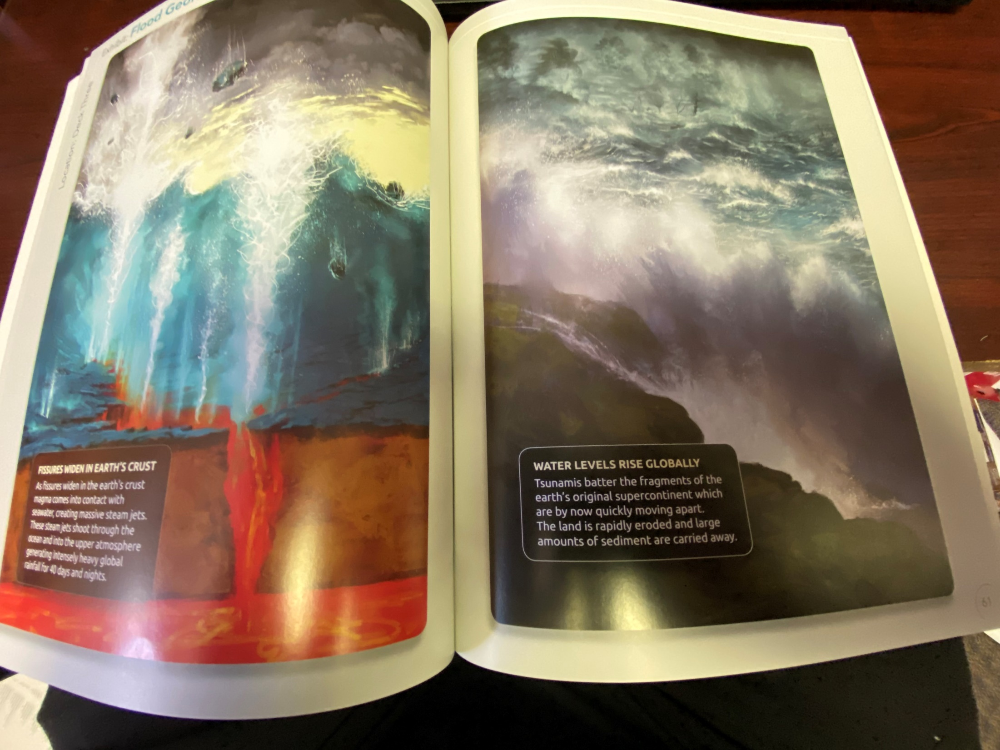 Exhibit: Flood
Location: Deck Three
FISSURES WIDEN IN EARTH'S CRUST
As fissures widen in the earth's crust
magma comes into contact with
seawater, creating massive steam jets.
These steam jets shoot through the
ocean and into the upper atmosphere
generating intensely heavy global
rainfall for 40 days and nights.
WATER LEVELS RISE GLOBALLY
Tsunamis batter the fragments of the
earth's original supercontinent which
are by now quickly moving apart.
The land is rapidly eroded and large
amounts of sediment are carried away.
61